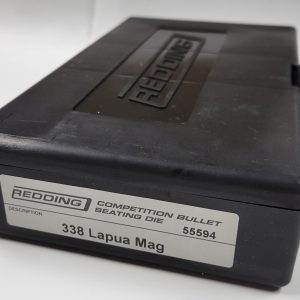 REDDING
REDDING
COMPETITION BULLET
SEATING DIE
55594
DESCRIPTION
338 Lapua Mag